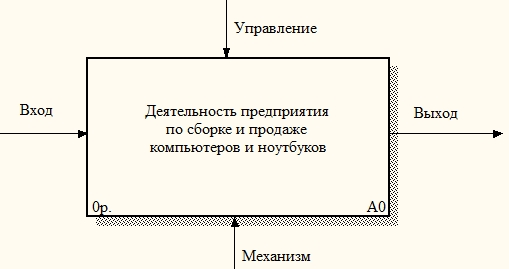 Управление
Вход
Деятельность предприятия
по сборке и продаже
компьютеров и ноутбуков
Выход
0р.
A0
Механизм